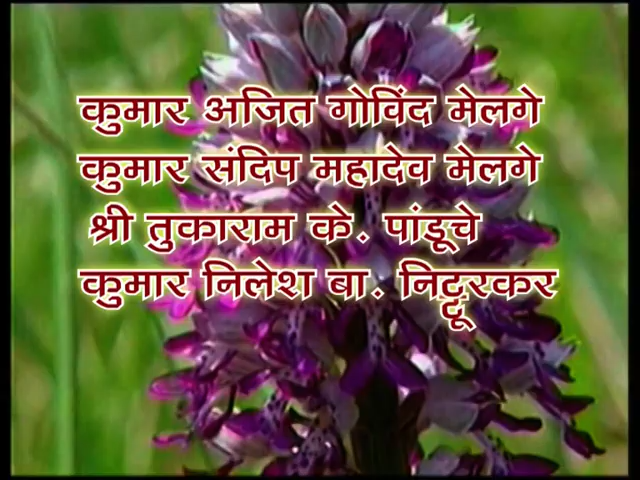 कुमार अजित गोविंद मेलगे
कुमार संदिप महादेव मेलगे
श्री तुकाराम के. पांडूचे
कुमार निलेश बा. निट्टूरकर